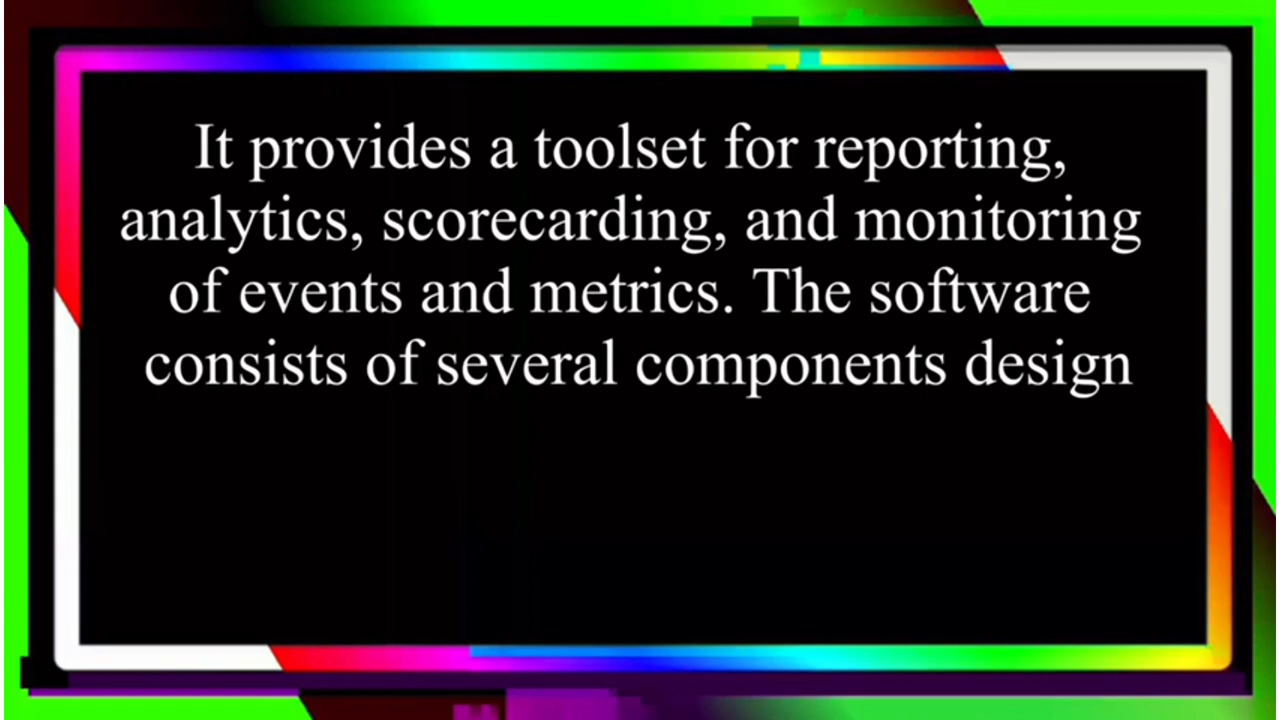 It provides a toolset for reporting,
analytics, scorecarding, and monitoring
of events and metrics. The software
consists of several components design